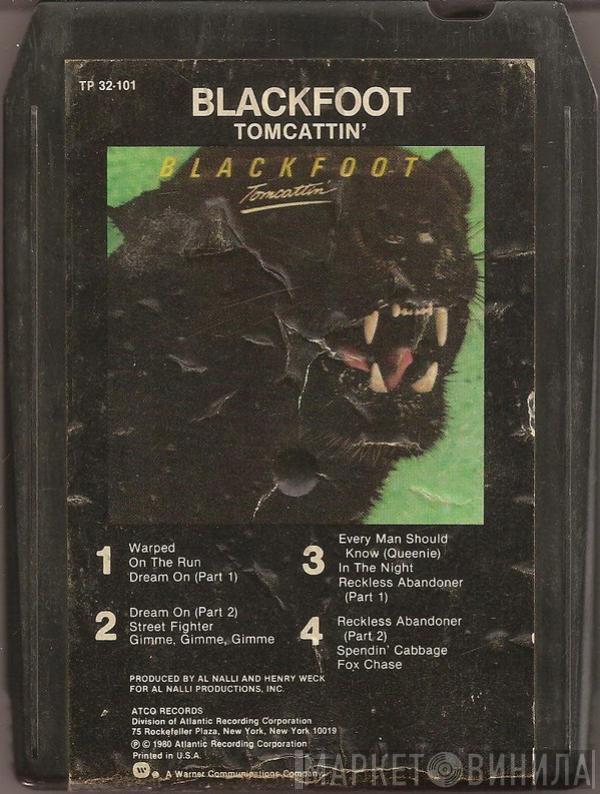 TP 32-101
BLACKFOOT
TOMCATTIN'
BLACKFOOT
Tomcattin'
1
Warped
On The Run
Dream On (Part 1)
2
Dream On (Part 2)
Street Fighter
Gimme, Gimme, Gimme
3
Every Man Should
Know (Queenie)
In The Night
Reckless Abandoner
(Part 1)
4
Reckless Abandoner
(Part 2)
Spendin' Cabbage
Fox Chase
PRODUCED BY AL NALLI AND HENRY WECK
FOR AL NALLI PRODUCTIONS, INC.
ATCO RECORDS
Division of Atlantic Recording Corporation
75 Rockefeller Plaza, New York, New York 10019
℗ © 1980 Atlantic Recording Corporation
Printed in U.S.A.
W ® A Warner Communications Company
МАРКЕТ ВИНИЛА